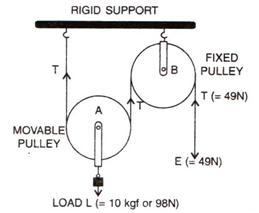 RIGID SUPPORT
FIXED
PULLEY
B
T
T (= 49N)
A
T
MOVABLE
PULLEY
E (= 49N)
LOAD L (= 10 kgf or 98N)